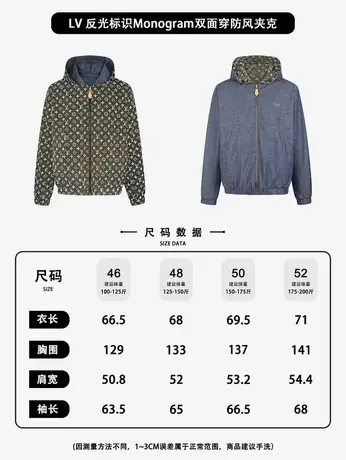 LV 反光标识Monogram双面穿防风夹克
尺码数据
SIZE DATA
尺码 46 48 50 52
SIZE 建议体重 建议体重 建议体重 建议体重
100-125斤 125-150斤 150-175斤 175-200斤
衣长 66.5 68 69.5 71
胸围 129 133 137 141
肩宽 50.8 52 53.2 54.4
袖长 63.5 65 66.5 68
(因测量方法不同，1~3CM误差属于正常范围，商品建议手洗)